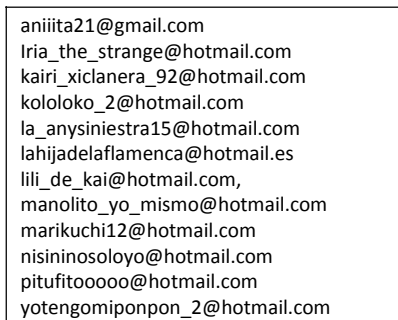 aniiita21@gmail.com
Iria_the_strange@hotmail.com
kairi_xiclanera_92@hotmail.com
kololoko_2@hotmail.com
la_anysiniestra15@hotmail.com
lahijadelaflamenca@hotmail.es
lili_de_kai@hotmail.com,
manolito_yo_mismo@hotmail.com
marikuchi12@hotmail.com
nisininosoloyo@hotmail.com
pitufitooooo@hotmail.com
yotengomiponpon_2@hotmail.com